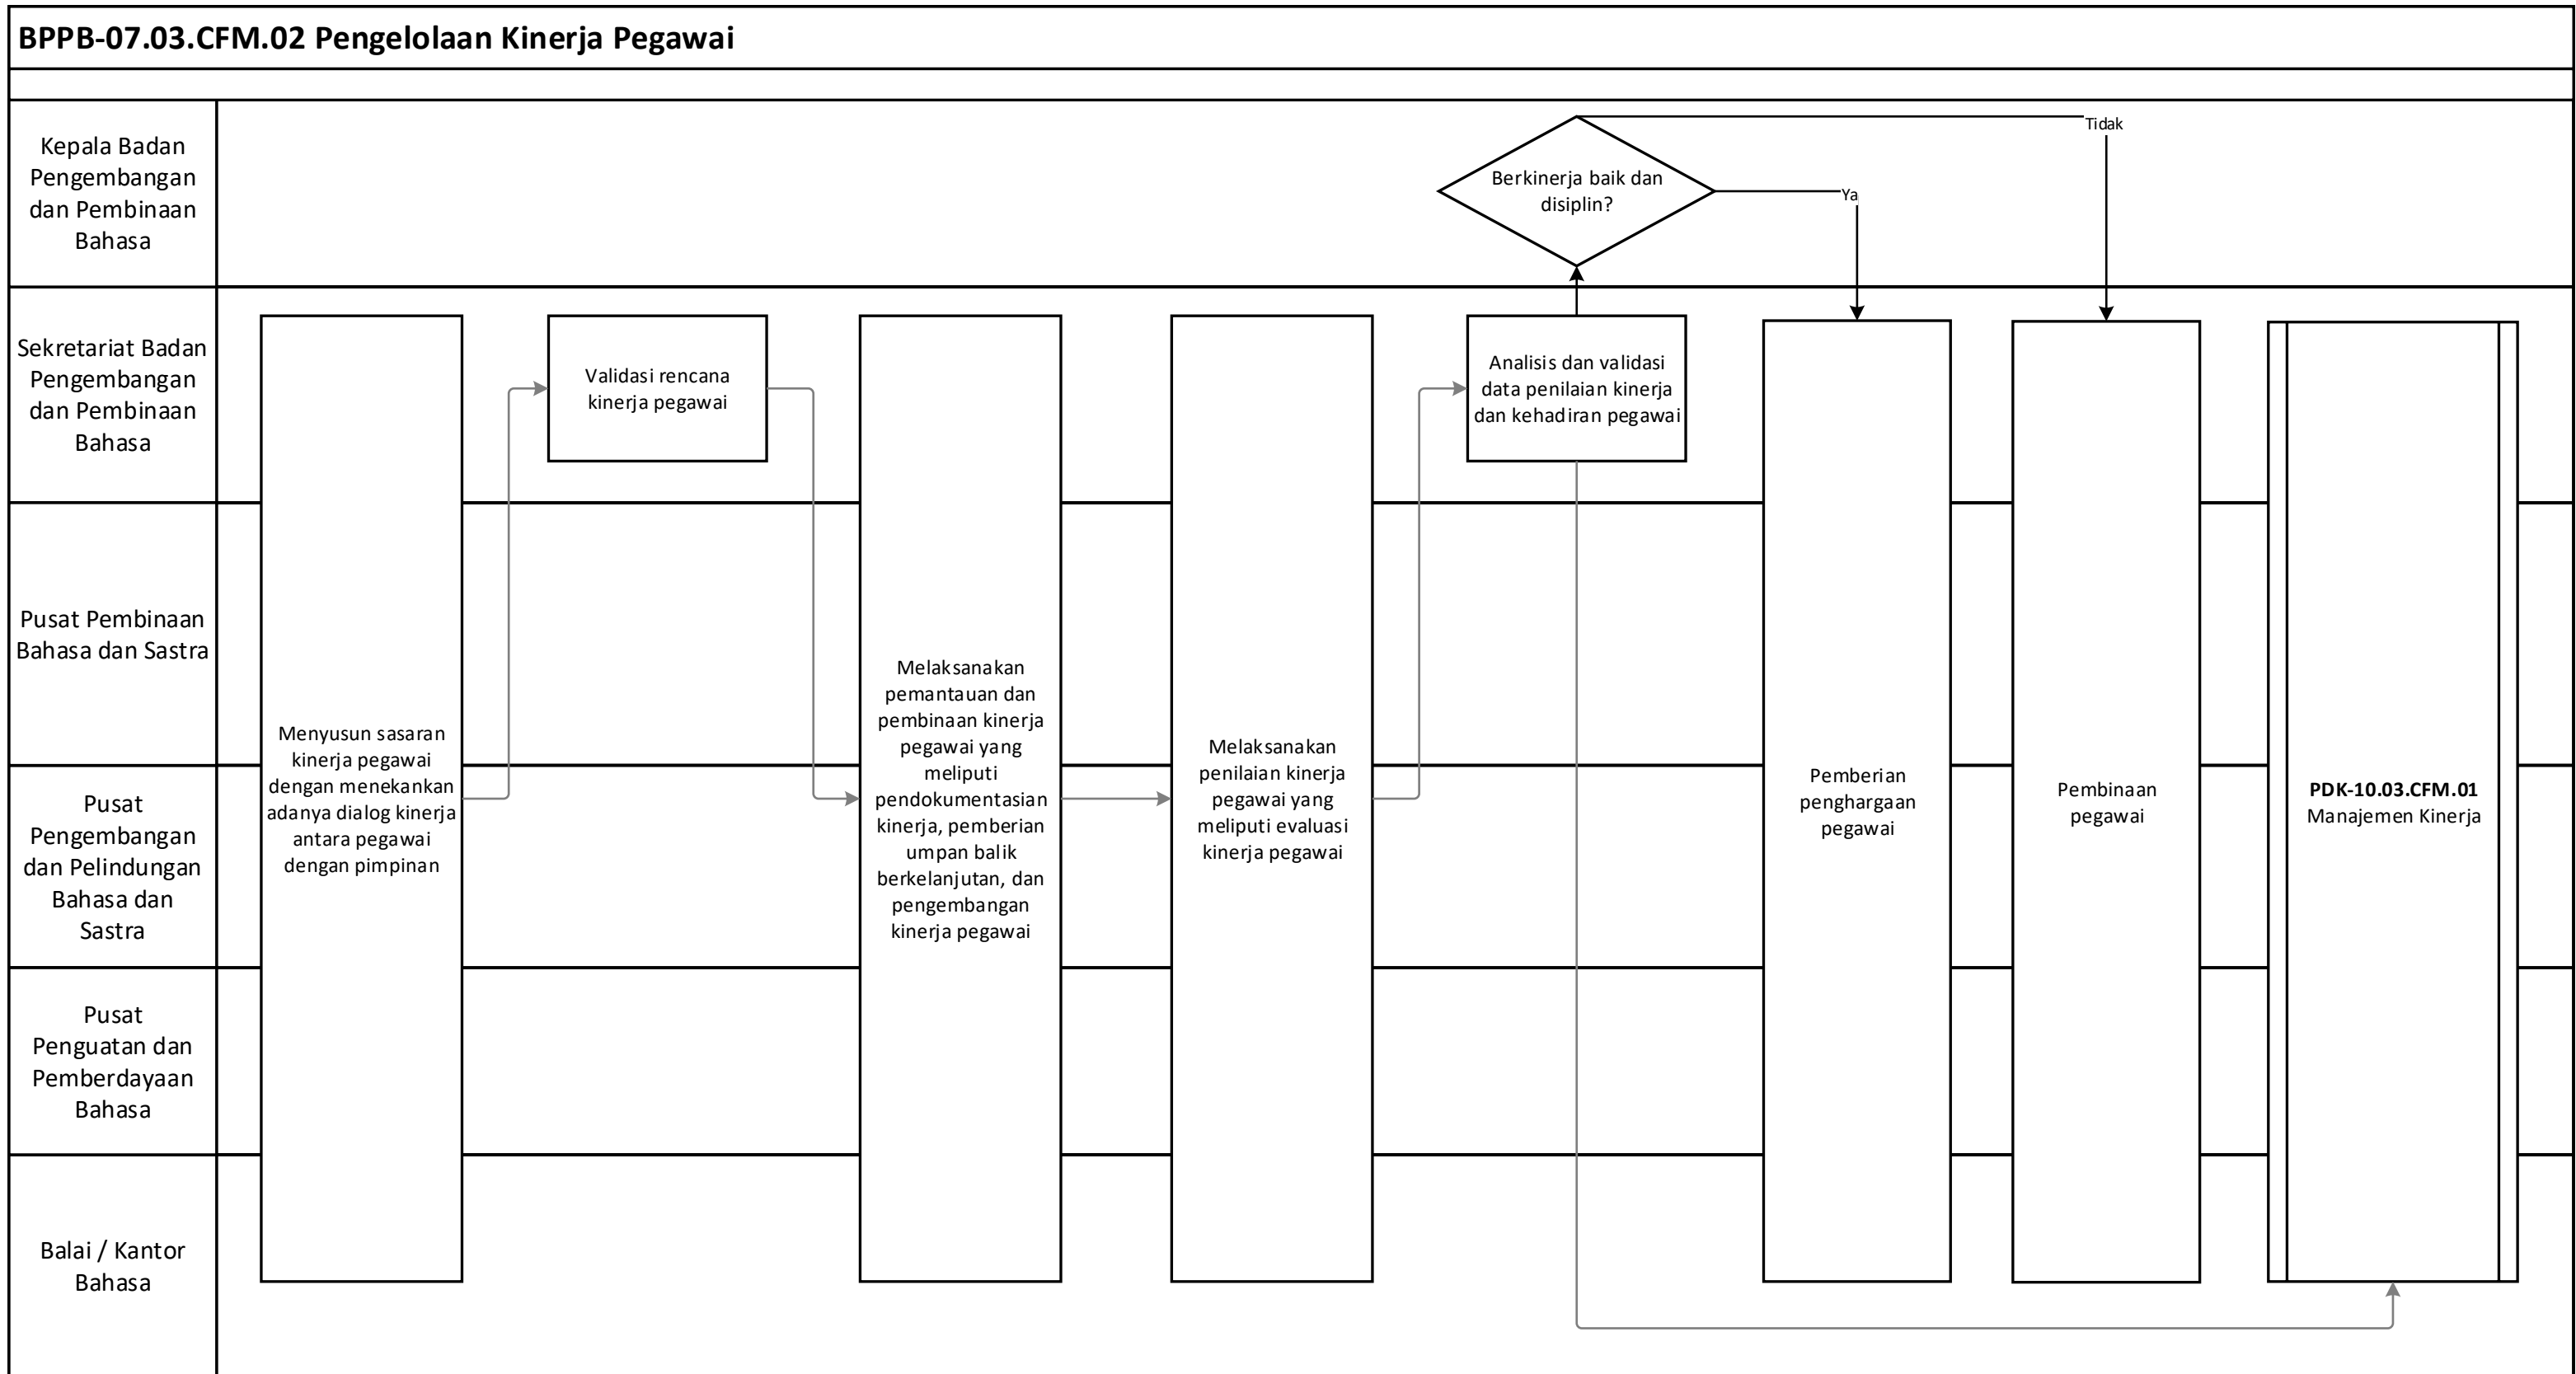 BPPB-07.03.CFM.02 Pengelolaan Kinerja Pegawai
Kepala Badan
Pengembangan
dan Pembinaan
Bahasa
Berkinerja baik dan
disiplin?
Ya
Tidak
Sekretariat Badan
Pengembangan
dan Pembinaan
Bahasa
Validasi rencana
kinerja pegawai
Analisis dan validasi
data penilaian kinerja
dan kehadiran pegawai
Pusat Pembinaan
Bahasa dan Sastra
Pusat
Pengembangan
dan Pelindungan
Bahasa dan
Sastra
Pusat
Penguatan dan
Pemberdayaan
Bahasa
Balai / Kantor
Bahasa
Menyusun sasaran
kinerja pegawai
dengan menekankan
adanya dialog kinerja
antara pegawai
dengan pimpinan
Melaksanakan
pemantauan dan
pembinaan kinerja
pegawai yang
meliputi
pendokumentasian
kinerja, pemberian
umpan balik
berkelanjutan, dan
pengembangan
kinerja pegawai
Melaksanakan
penilaian kinerja
pegawai yang
meliputi evaluasi
kinerja pegawai
Pemberian
penghargaan
pegawai
Pembinaan
pegawai
PDK-10.03.CFM.01
Manajemen Kinerja